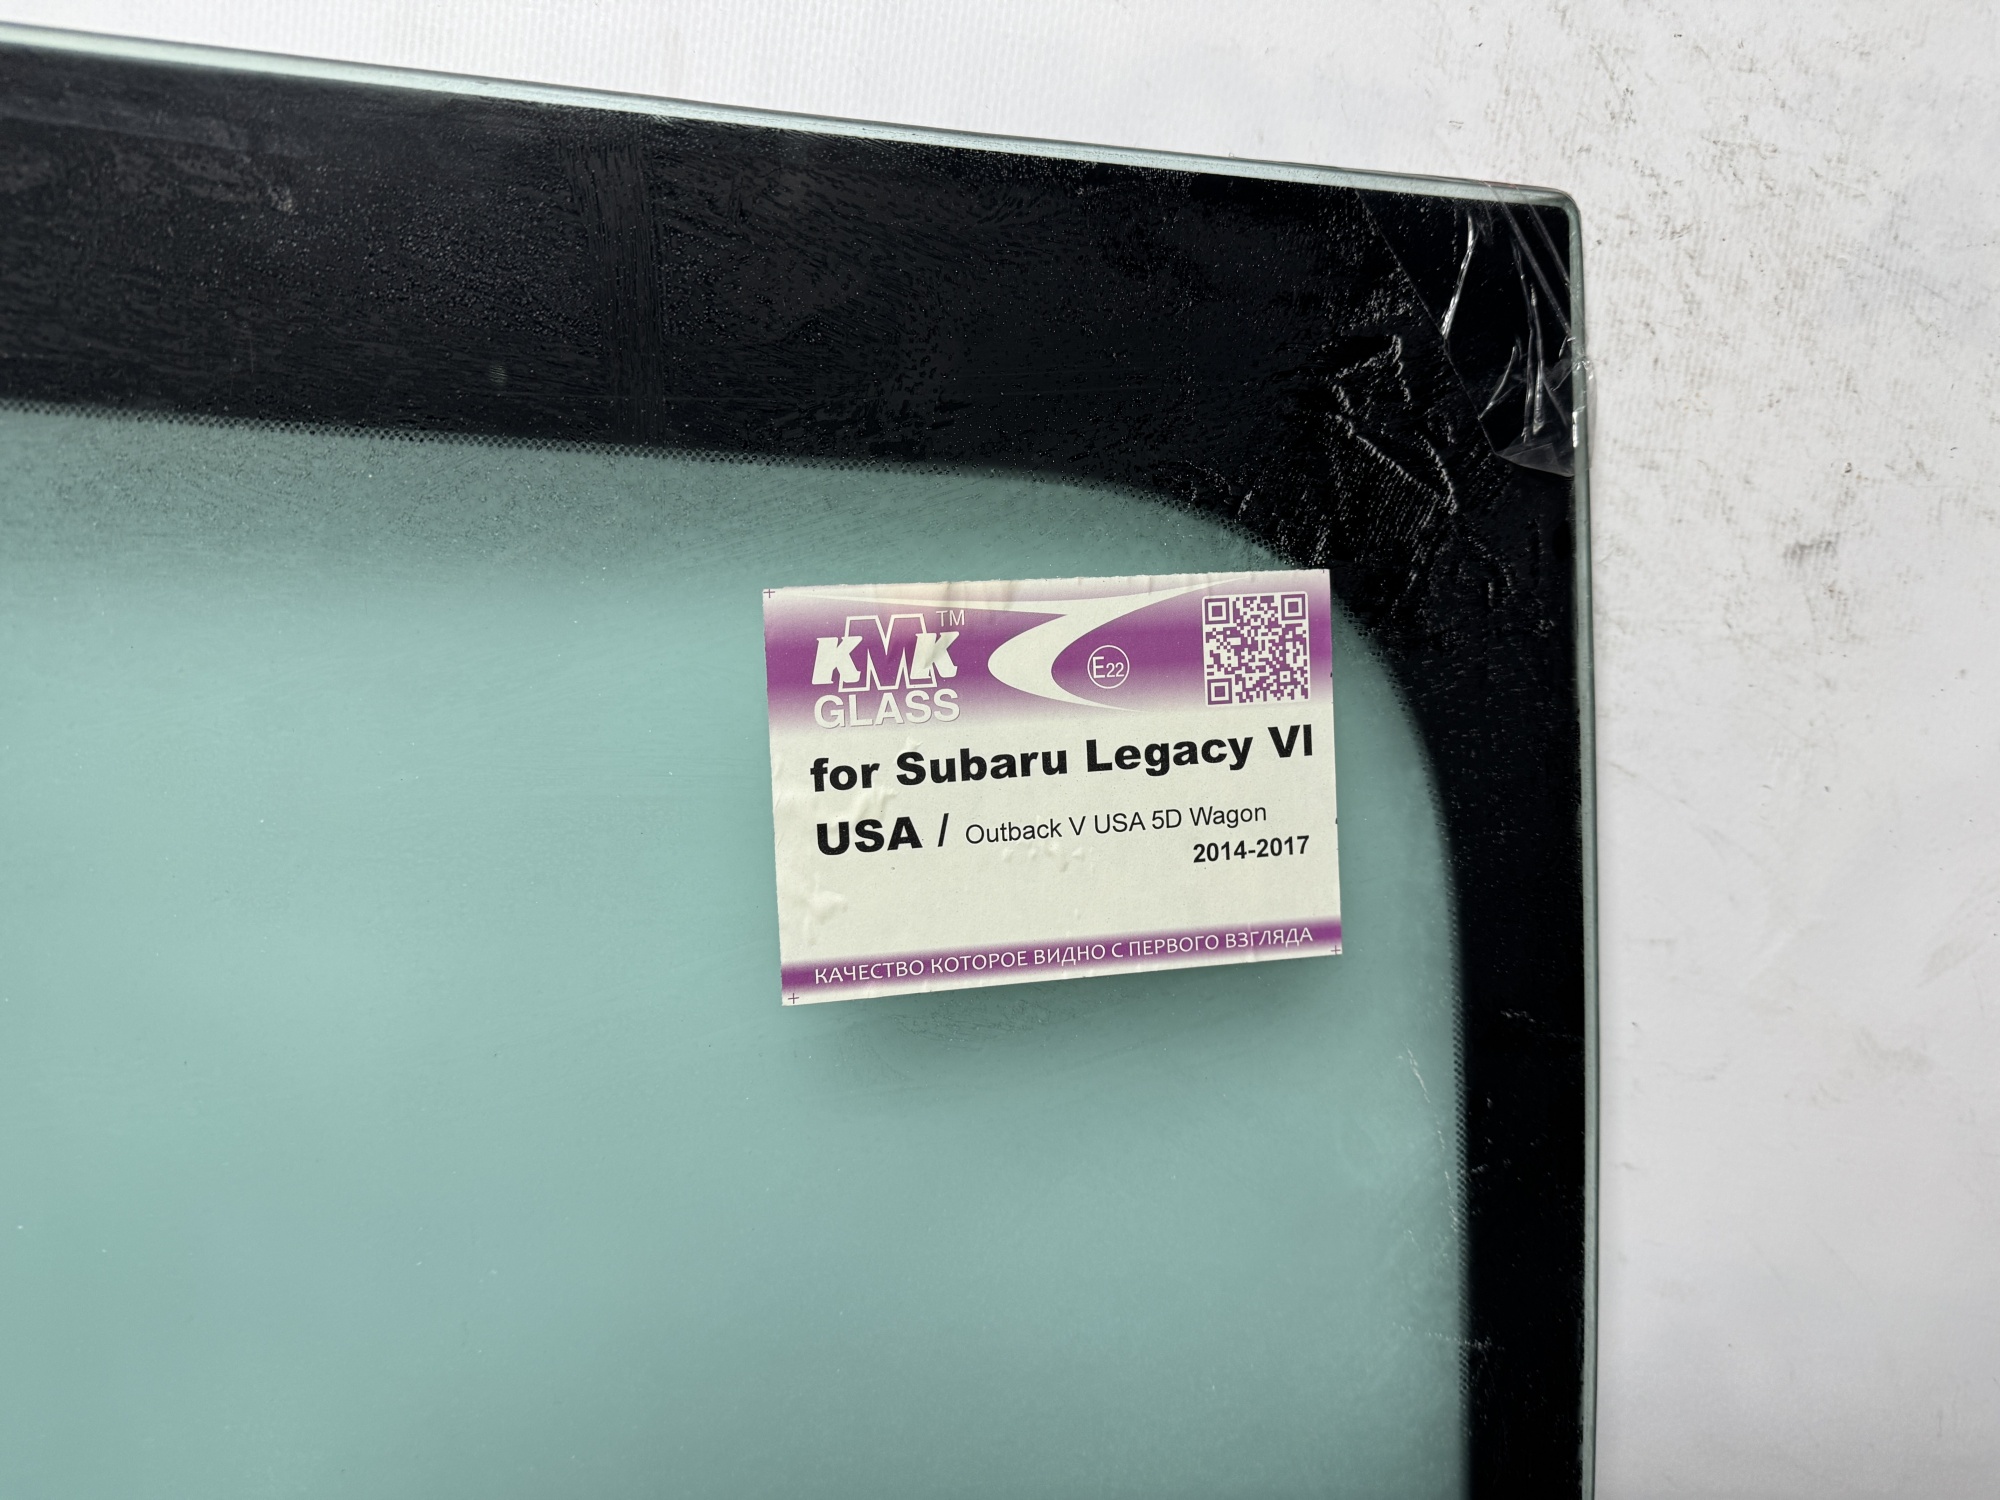 KMK TM
GLASS
E22
for Subaru Legacy VI
USA / Outback V USA 5D Wagon
2014-2017
КАЧЕСТВО КОТОРОЕ ВИДНО С ПЕРВОГО ВЗГЛЯДА